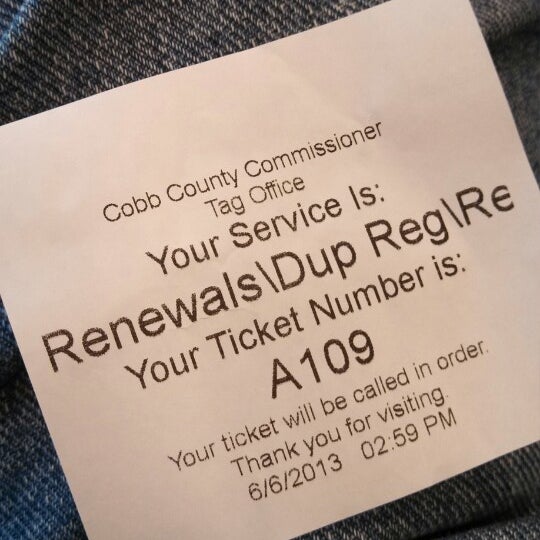 Cobb County Commissioner
Tag Office
Your Service Is:
Renewals\Dup Reg\Re
Your Ticket Number is:
A109
Your ticket will be called in order.
Thank you for visiting.
6/6/2013 02:59 PM